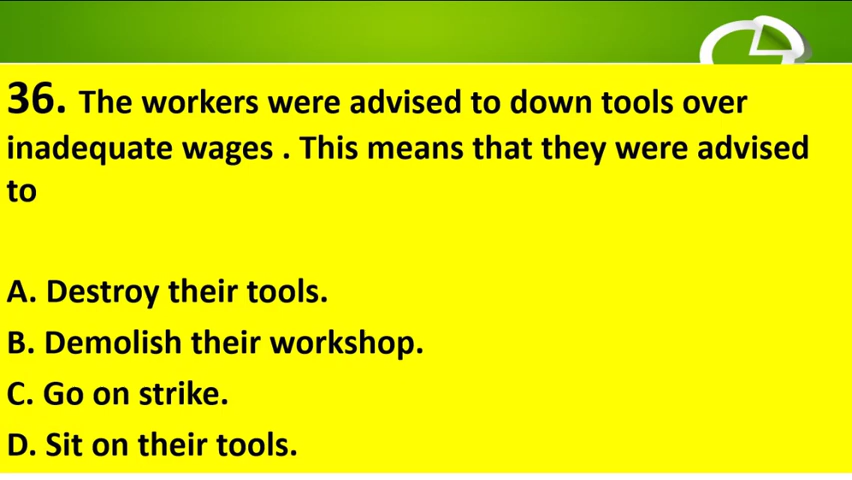 36. The workers were advised to down tools over
inadequate wages . This means that they were advised
to
A. Destroy their tools.
B. Demolish their workshop.
C. Go on strike.
D. Sit on their tools.